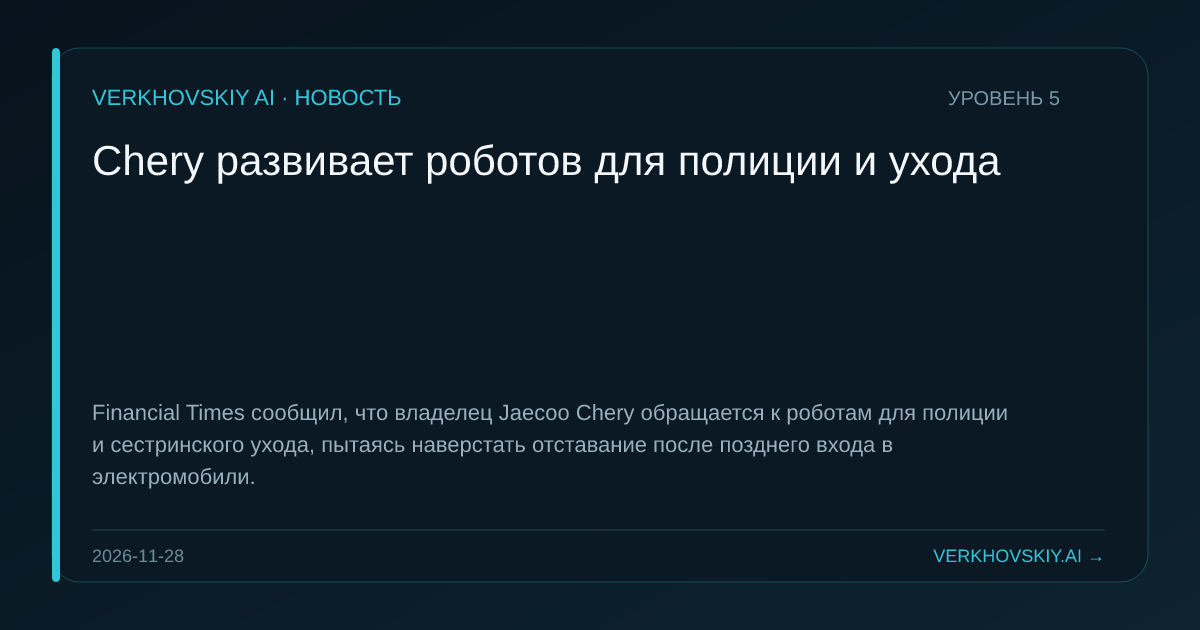 VERKHOVSKIY AI · НОВОСТЬ
УРОВЕНЬ 5
Chery развивает роботов для полиции и ухода
Financial Times сообщил, что владелец Jaecoo Chery обращается к роботам для полиции
и сестринского ухода, пытаясь наверстать отставание после позднего входа в
электромобили.
2026-11-28
VERKHOVSKIY.AI →